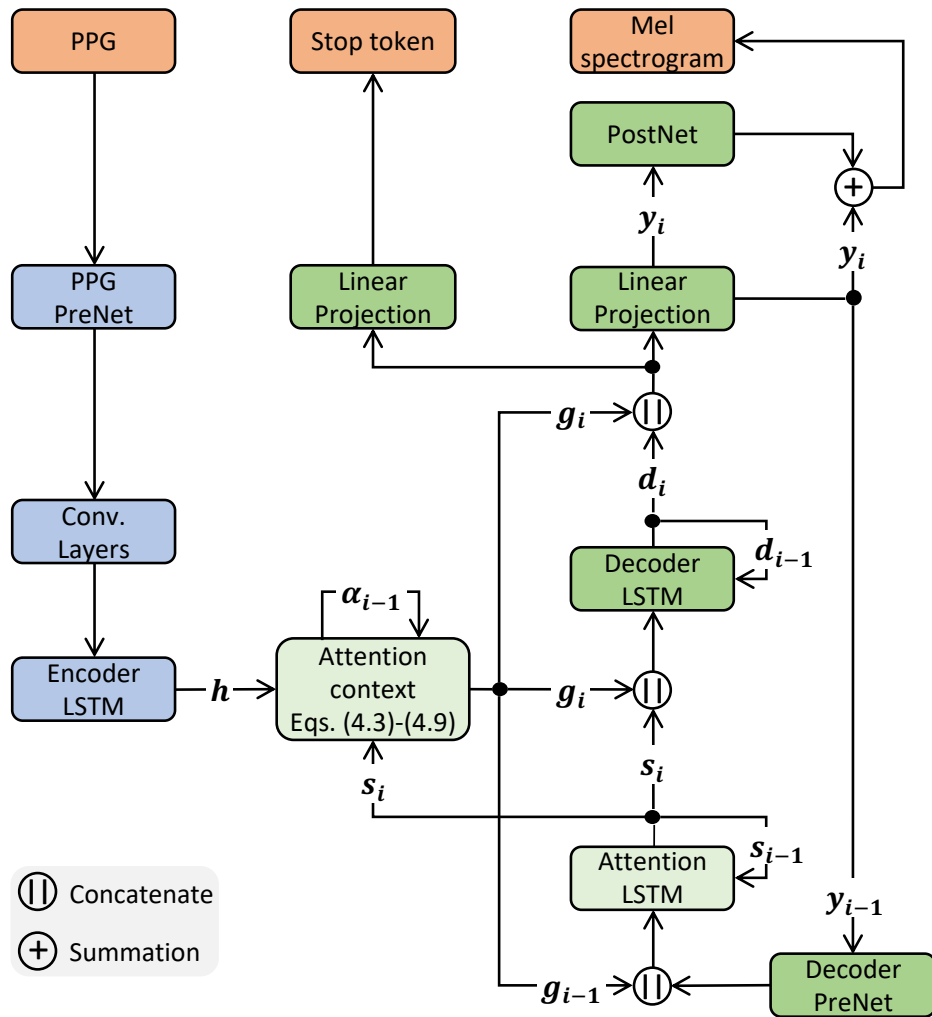 PPG
Stop token
Mel
spectrogram
PostNet
y_i
y_i
PPG
PreNet
Linear
Projection
Linear
Projection
g_i
d_i
Conv.
Layers
Decoder
LSTM
d_{i-1}
α_{i-1}
Encoder
LSTM
h
Attention
context
Eqs. (4.3)-(4.9)
g_i
s_i
s_i
Attention
LSTM
s_{i-1}
Concatenate
Summation
y_{i-1}
g_{i-1}
Decoder
PreNet